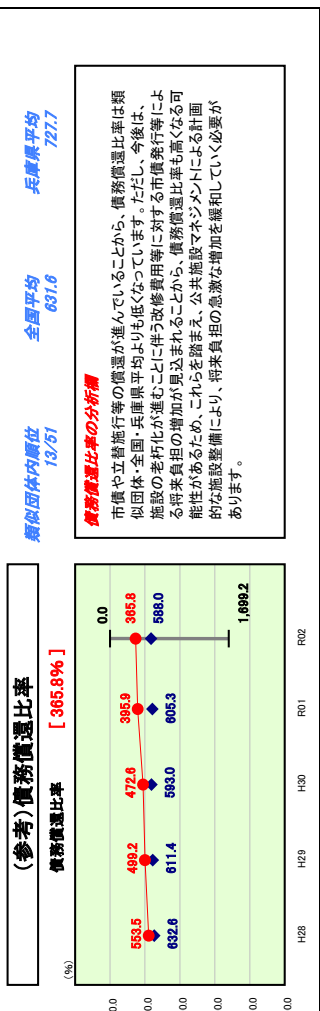 (参考)債務償還比率
債務償還比率 [ 365.8% ]
(%)
0.0
0.0
0.0
0.0
0.0
0.0
553.5
499.2
472.6
395.9
365.8
632.6
611.4
593.0
605.3
588.0
0.0
1,699.2
H28
H29
H30
R01
R02
類似団体内順位
13/51
全国平均
631.6
兵庫県平均
727.7
債務償還比率の分析欄
市債や立替施行等の償還が進んでいることから、債務償還比率は類
似団体・全国・兵庫県平均よりも低くなっています。ただし、今後は、
施設の老朽化が進むことに伴う改修費用等に対する市債発行等によ
る将来負担の増加が見込まれることから、債務償還比率も高くなる可
能性があるため、これらを踏まえ、公共施設マネジメントによる計画
的な施設整備により、将来負担の急激な増加を緩和していく必要が
あります。